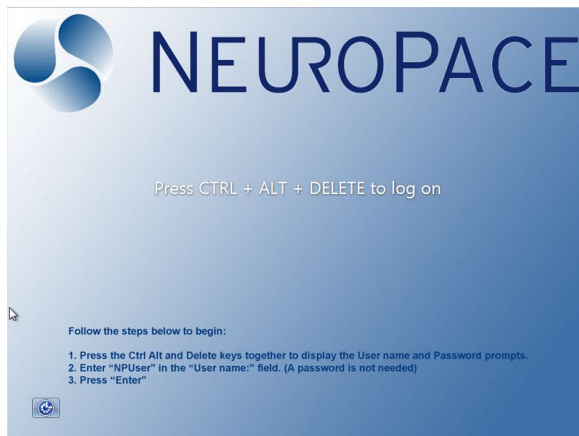 NEUROPACE
Press CTRL + ALT + DELETE to log on
Follow the steps below to begin:
1. Press the Ctrl Alt and Delete keys together to display the User name and Password prompts.
2. Enter “NPUser” in the “User name:” field. (A password is not needed)
3. Press “Enter”